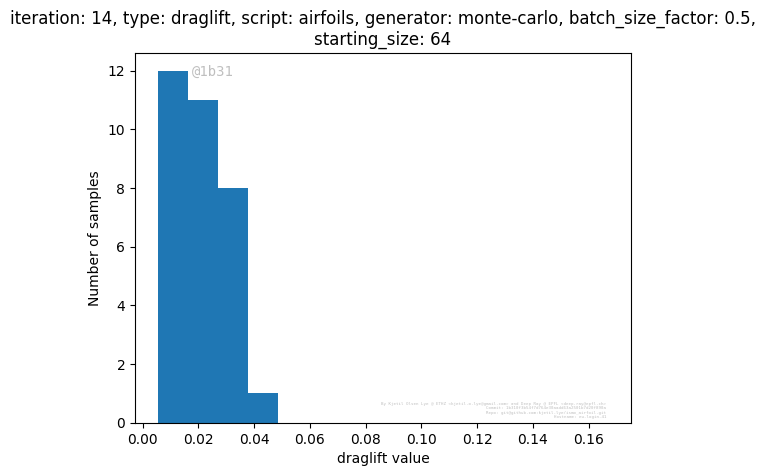 iteration: 14, type: draglift, script: airfoils, generator: monte-carlo, batch_size_factor: 0.5,
starting_size: 64
@1b31
12
10
8
6
4
2
0
Number of samples
0.00 0.02 0.04 0.06 0.08 0.10 0.12 0.14 0.16
draglift value